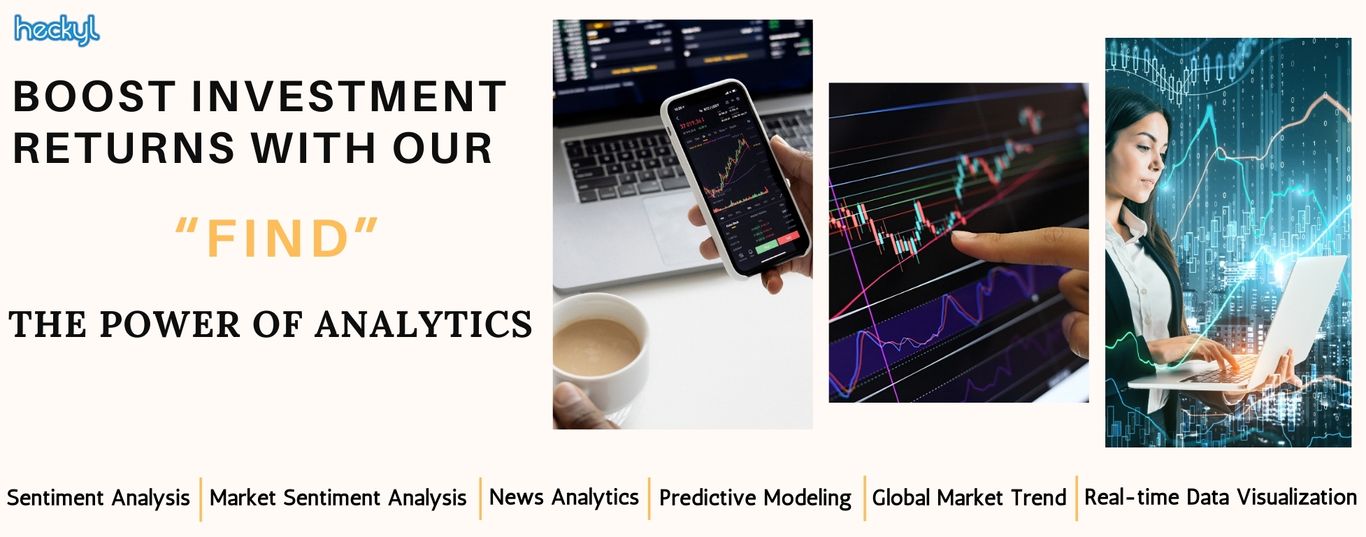 heckyl
BOOST INVESTMENT
RETURNS WITH OUR
“FIND”
THE POWER OF ANALYTICS
Sentiment Analysis
Market Sentiment Analysis
News Analytics
Predictive Modeling
Global Market Trend
Real-time Data Visualization